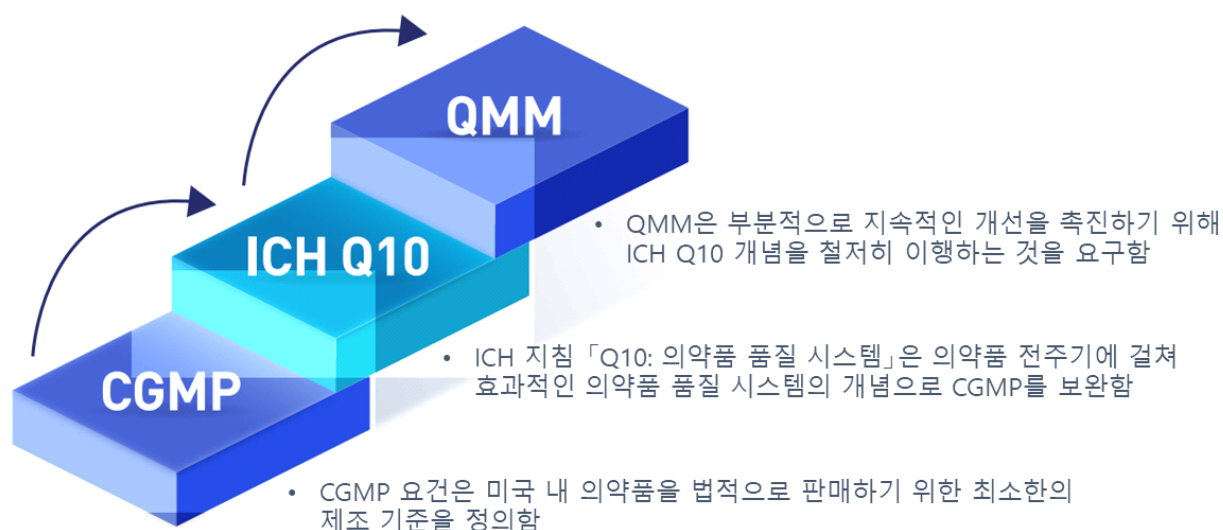 QMM
• QMM은 부분적으로 지속적인 개선을 촉진하기 위해
ICH Q10 개념을 철저히 이행하는 것을 요구함
ICH Q10
• ICH 지침 「Q10: 의약품 품질 시스템」은 의약품 전주기에 걸쳐
효과적인 의약품 품질 시스템의 개념으로 CGMP를 보완함
CGMP
• CGMP 요건은 미국 내 의약품을 법적으로 판매하기 위한 최소한의
제조 기준을 정의함